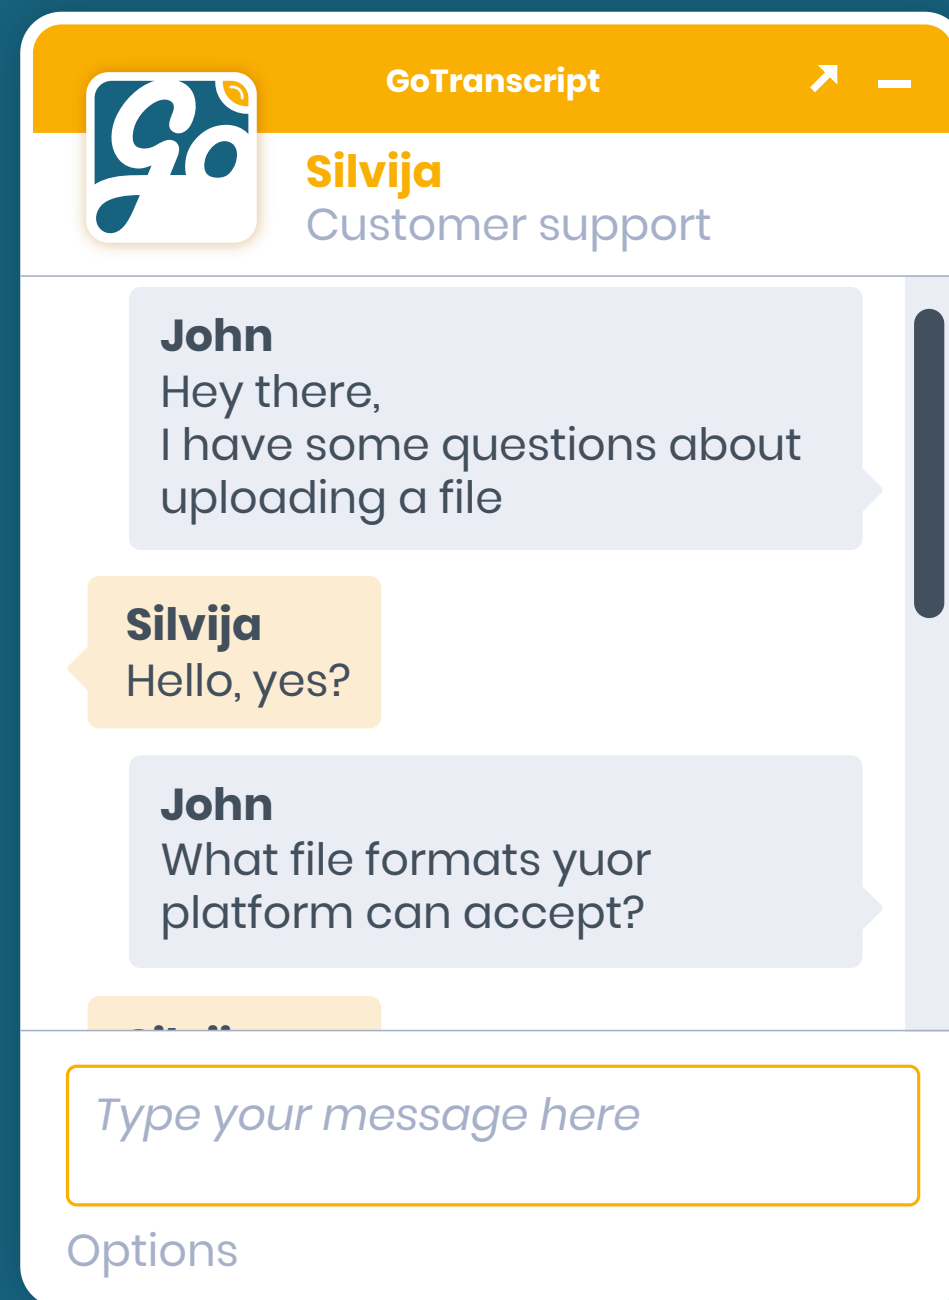 GoTranscript
Go
Silvija
Customer support
John
Hey there,
I have some questions about
uploading a file
Silvija
Hello, yes?
John
What file formats yuor
platform can accept?
Type your message here
Options